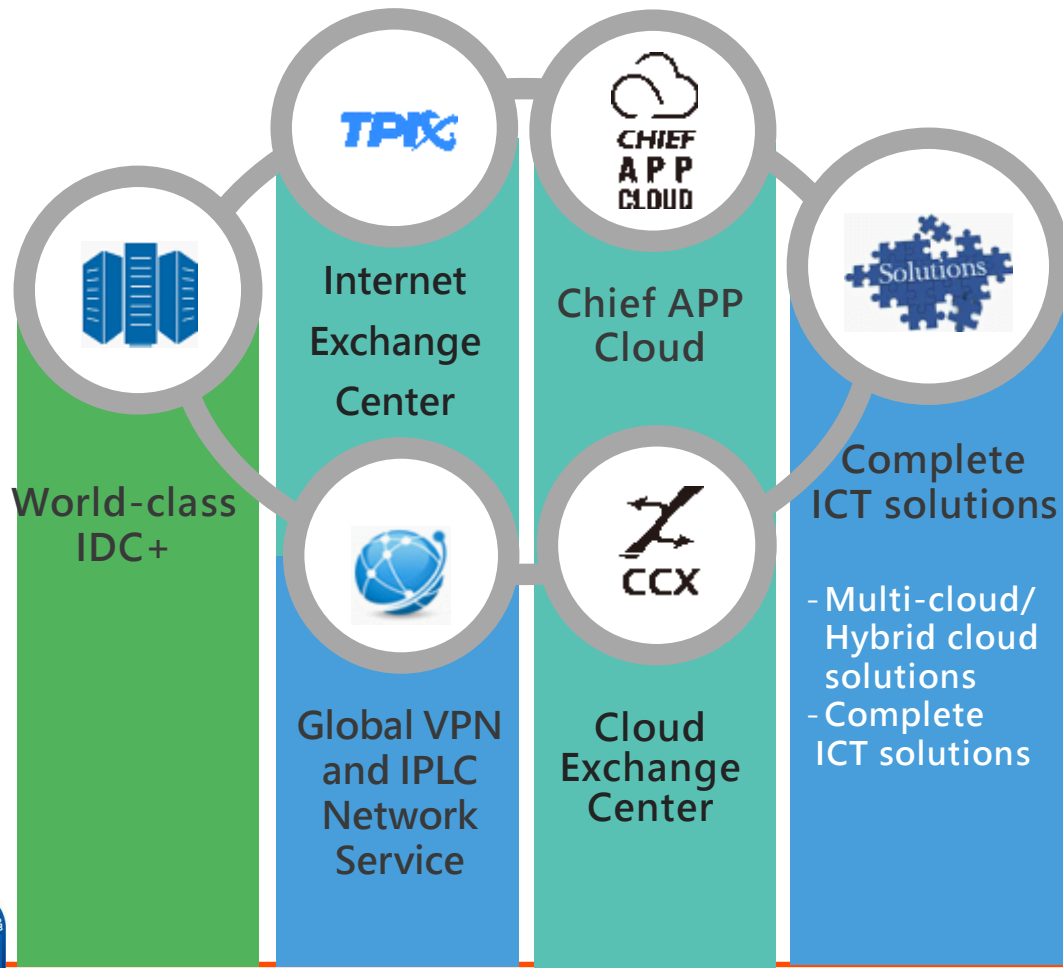 World-class
IDC+
TPIX
Internet
Exchange
Center
Global VPN
and IPLC
Network
Service
CHIEF
APP
CLOUD
Chief APP
Cloud
CCX
Cloud
Exchange
Center
Solutions
Complete
ICT solutions
- Multi-cloud/
Hybrid cloud
solutions
- Complete
ICT solutions